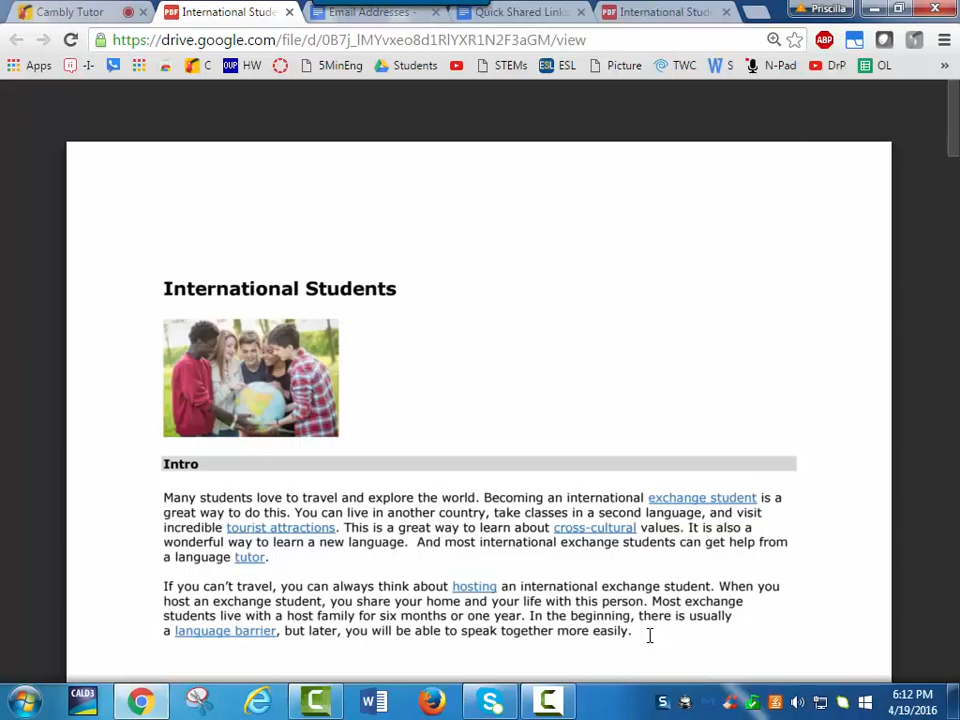 Cambly Tutor
International Stude
Email Addresses -
Quick Shared Links
International Stud
Priscilla
https://drive.google.com/file/d/0B7j_lMYvxeo8d1RlYXR1N2F3aGM/view
ABP
Apps -I- C OUP HW 5MinEng Students STEMs ESL ESL Picture TWC W S N-Pad DrP OL »
International Students
Intro
Many students love to travel and explore the world. Becoming an international exchange student is a
great way to do this. You can live in another country, take classes in a second language, and visit
incredible tourist attractions. This is a great way to learn about cross-cultural values. It is also a
wonderful way to learn a new language. And most international exchange students can get help from
a language tutor.
If you can't travel, you can always think about hosting an international exchange student. When you
host an exchange student, you share your home and your life with this person. Most exchange
students live with a host family for six months or one year. In the beginning, there is usually
a language barrier, but later, you will be able to speak together more easily.
CALD3
6:12 PM
4/19/2016